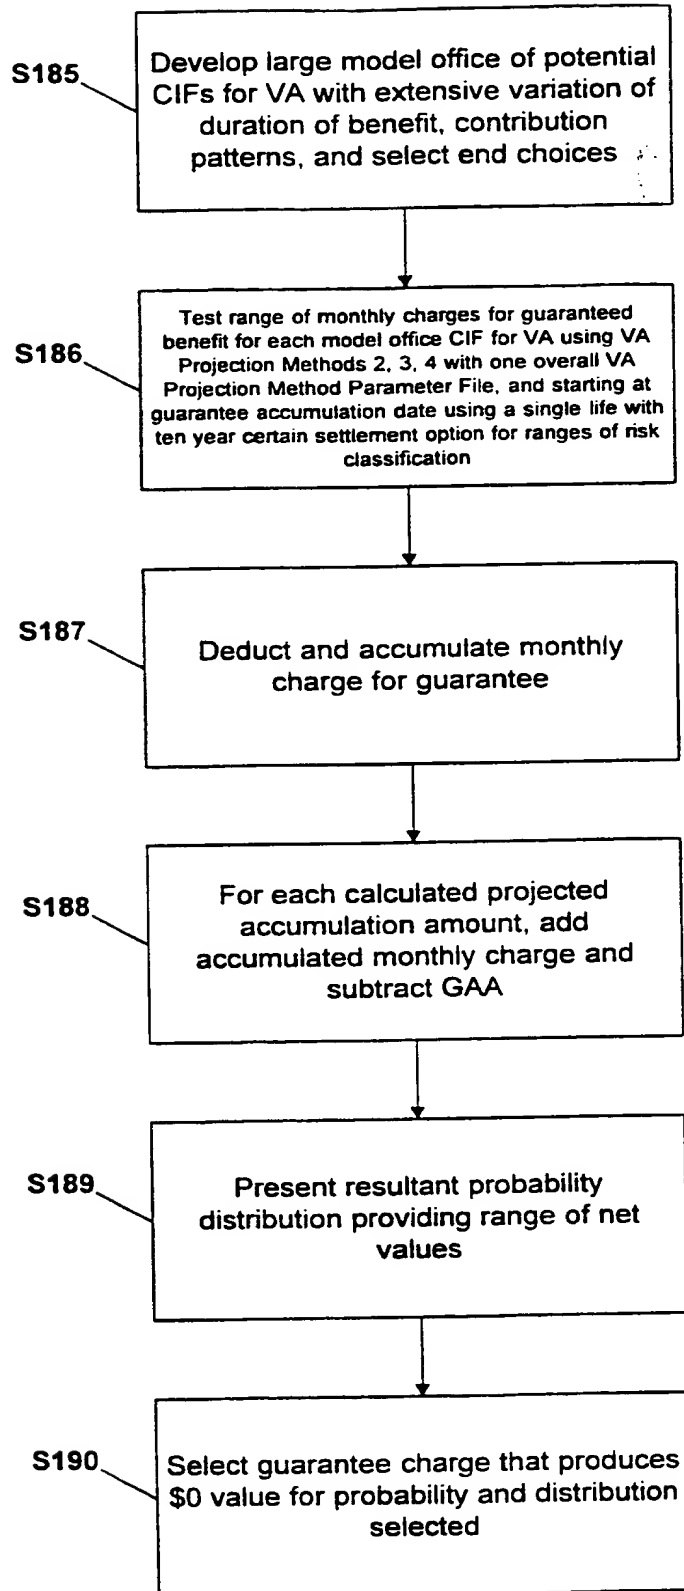 S185
Develop large model office of potential
CIFs for VA with extensive variation of
duration of benefit, contribution
patterns, and select end choices
S186
Test range of monthly charges for guaranteed
benefit for each model office CIF for VA using VA
Projection Methods 2, 3, 4 with one overall VA
Projection Method Parameter File, and starting at
guarantee accumulation date using a single life with
ten year certain settlement option for ranges of risk
classification
S187
Deduct and accumulate monthly
charge for guarantee
S188
For each calculated projected
accumulation amount, add
accumulated monthly charge and
subtract GAA
S189
Present resultant probability
distribution providing range of net
values
S190
Select guarantee charge that produces
$0 value for probability and distribution
selected